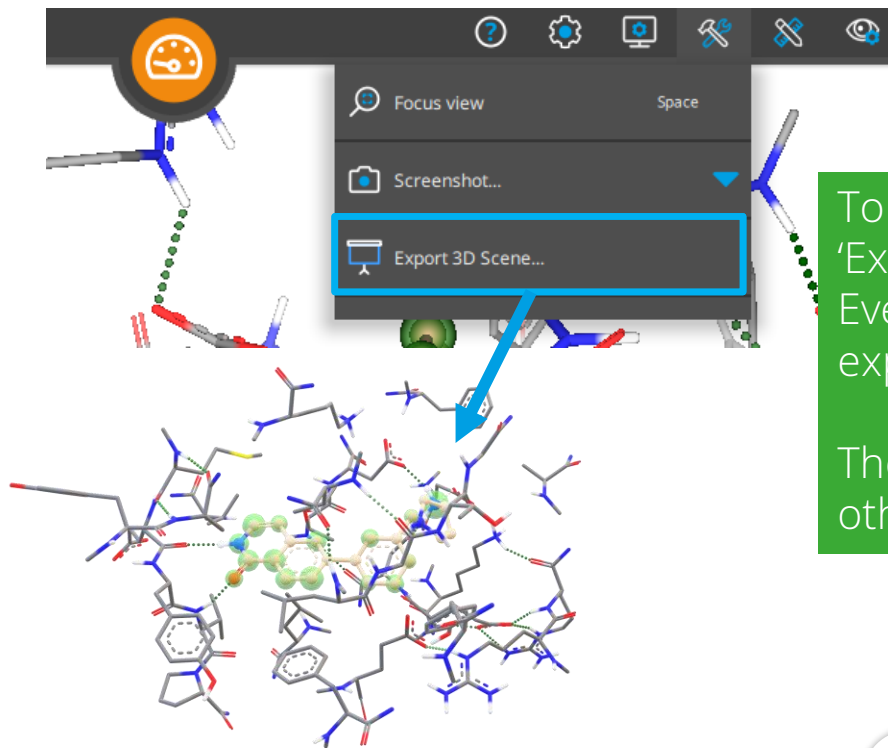 Focus view Space
Screenshot...
Export 3D Scene...
To
‘Ex
Eve
exp
The
oth